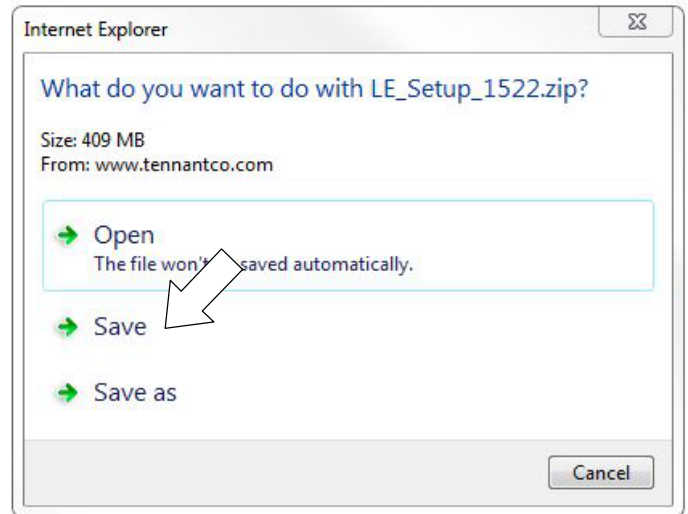 Internet Explorer
What do you want to do with LE_Setup_1522.zip?
Size: 409 MB
From: www.tennantco.com
Open
The file won't saved automatically.
Save
Save as
Cancel